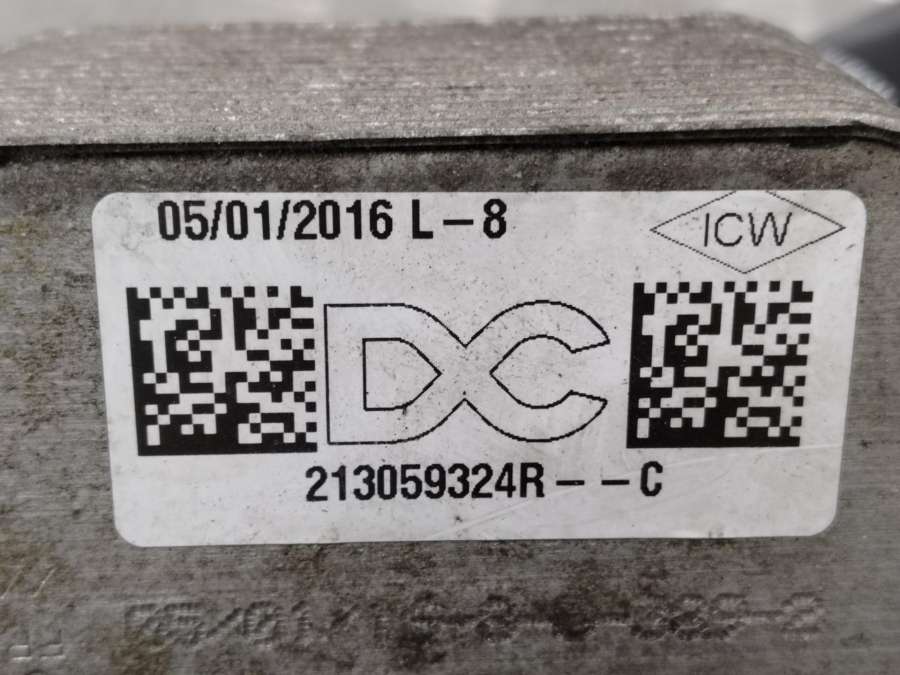 05/01/2016 L-8
ICW
DC
213059324R--C